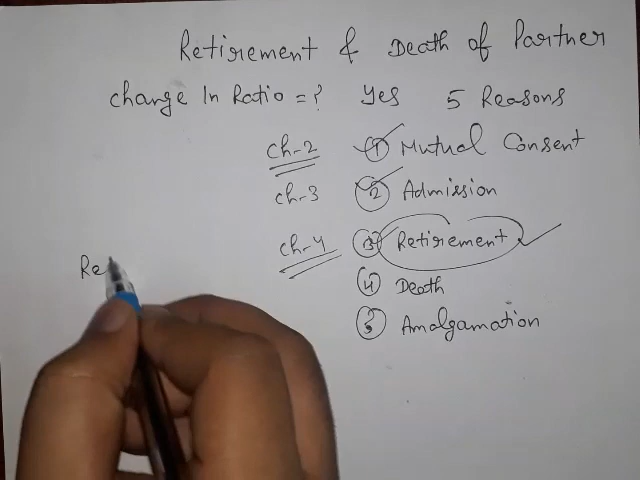 Retirement & Death of Partner
Change In Ratio = ? Yes 5 Reasons
Ch-2 ① Mutual Consent
Ch-3 ② Admission
Ch-4 ③ Retirement
④ Death
⑤ Amalgamation
Re